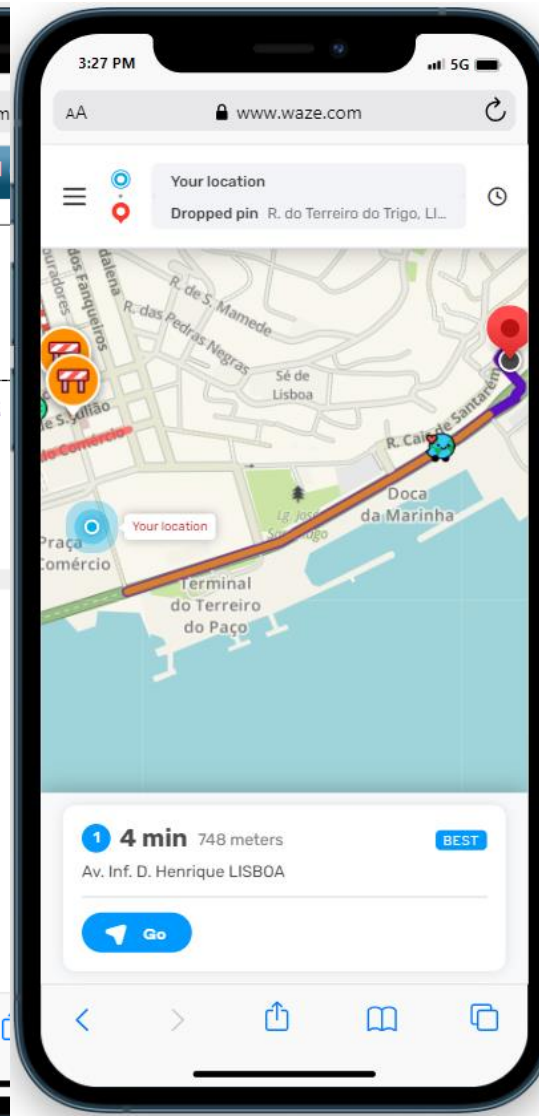 3:27 PM
5G
AA
www.waze.com
Your location
Dropped pin R. do Terreiro do Trigo, LI...
dos Fanqueiros
dalena
R. de S. Mamede
R. das Pedras Negras
Sé de
Lisboa
e S. Julião
do Comércio
R. Cais de Santarém
Your location
Praça
Comércio
Doca
da Marinha
Terminal
do Terreiro
do Paço
1 4 min 748 meters
BEST
Av. Inf. D. Henrique LISBOA
Go